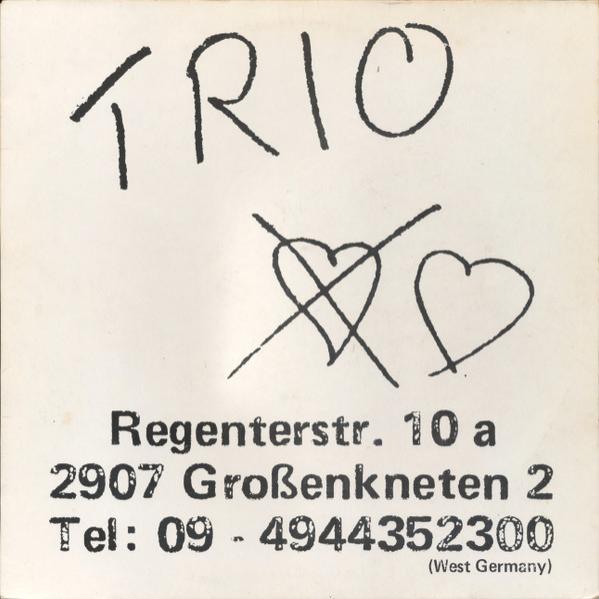 TRIO
Regenterstr. 10 a
2907 Großenkneten 2
Tel: 09 - 4944352300
(West Germany)